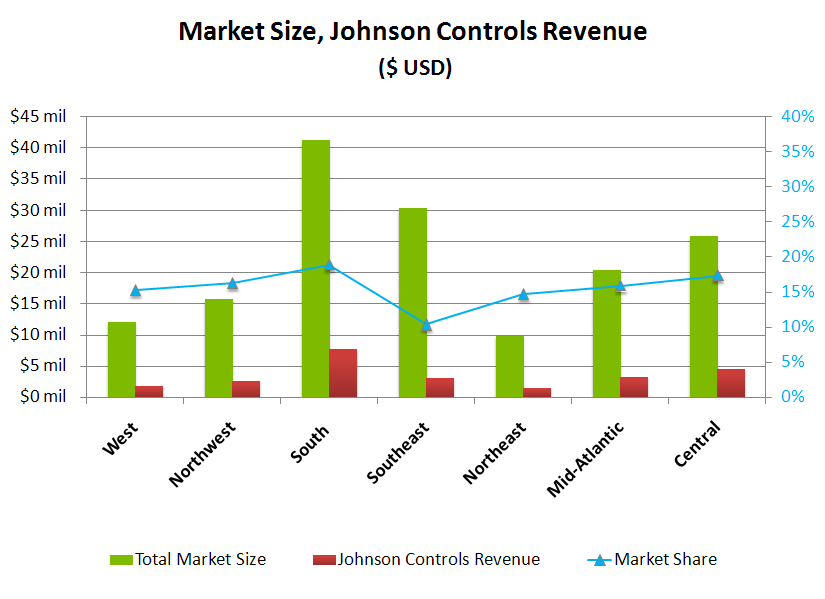 Market Size, Johnson Controls Revenue
($ USD)
$45 mil
$40 mil
$35 mil
$30 mil
$25 mil
$20 mil
$15 mil
$10 mil
$5 mil
$0 mil
40%
35%
30%
25%
20%
15%
10%
5%
0%
West
Northwest
South
Southeast
Northeast
Mid-Atlantic
Central
Total Market Size
Johnson Controls Revenue
Market Share